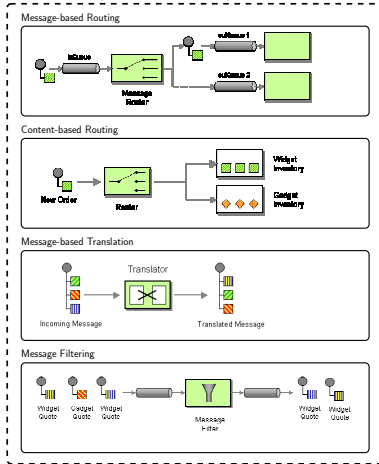 Message-based Routing
inQueue
outQueue 1
outQueue 2
Message
Router
Content-based Routing
New Order
Router
Widget
Inventory
Gadget
Inventory
Message-based Translation
Translator
Incoming Message
Translated Message
Message Filtering
Widget
Quote
Gadget
Quote
Widget
Quote
Message
Filter
Widget
Quote
Widget
Quote